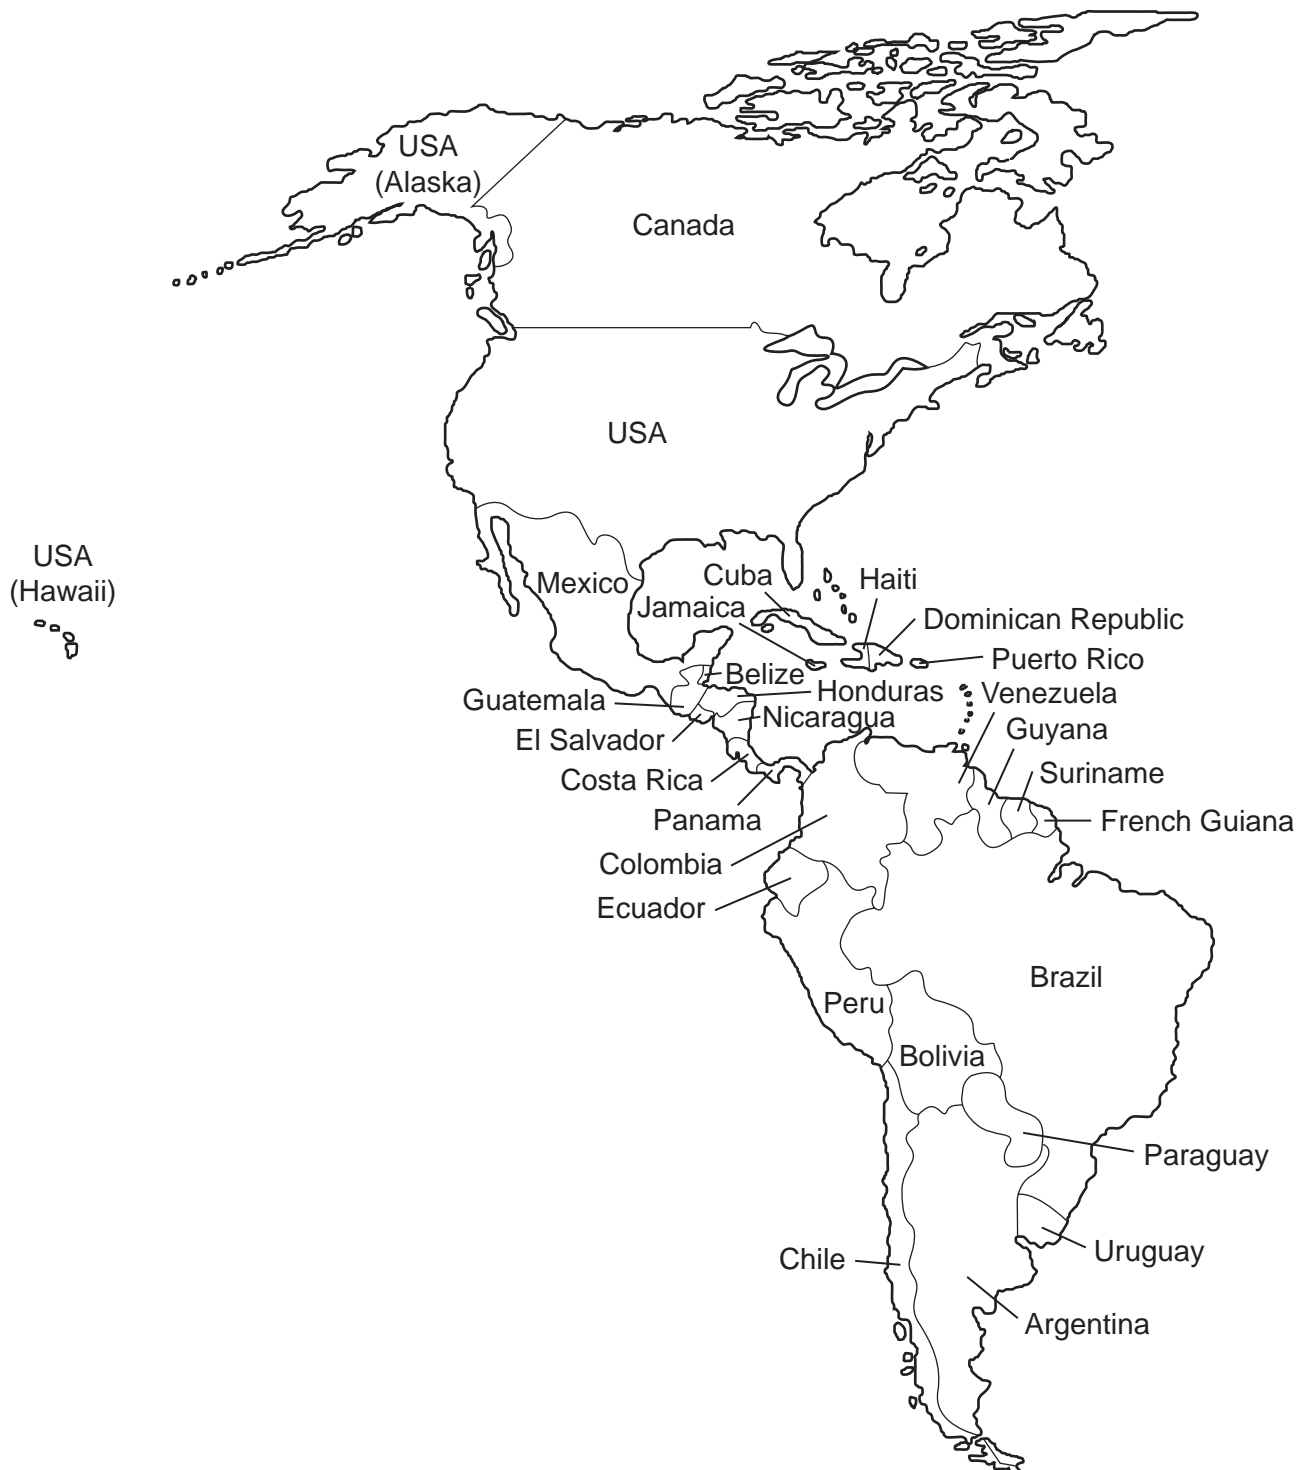 USA
(Alaska)
Canada
USA
USA
(Hawaii)
Mexico
Cuba
Haiti
Jamaica
Dominican Republic
Puerto Rico
Belize
Honduras
Venezuela
Guatemala
Nicaragua
Guyana
El Salvador
Suriname
Costa Rica
Panama
French Guiana
Colombia
Ecuador
Brazil
Peru
Bolivia
Paraguay
Uruguay
Chile
Argentina